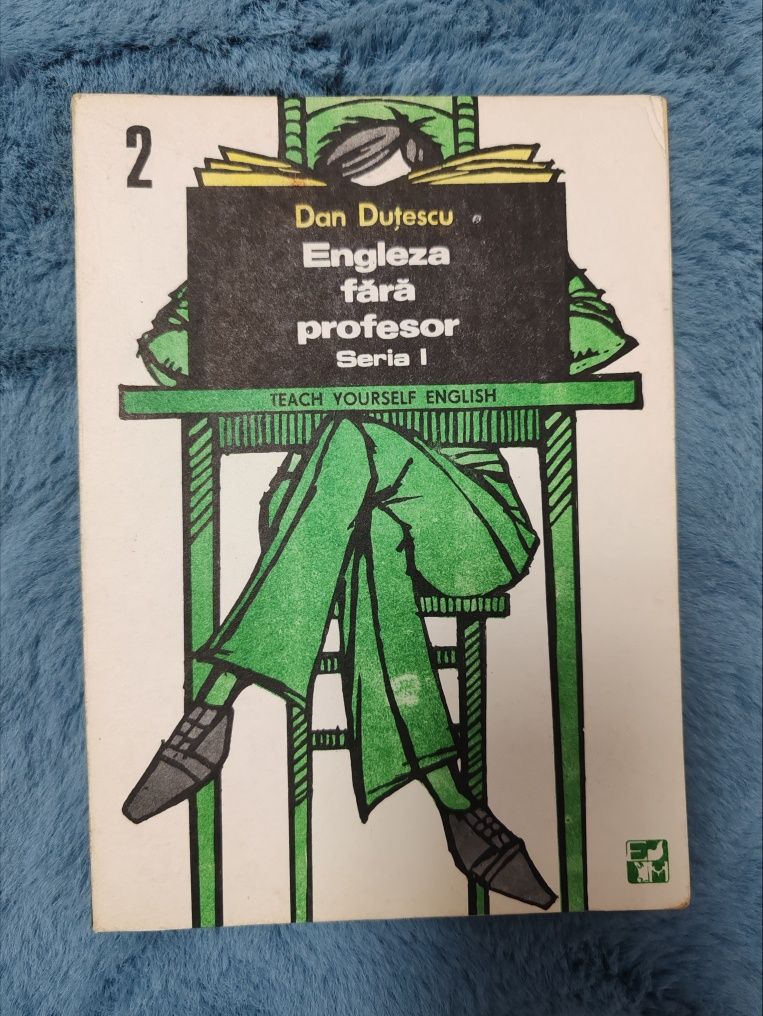 2
Dan Duțescu
Engleza
fără
profesor
Seria I
TEACH YOURSELF ENGLISH